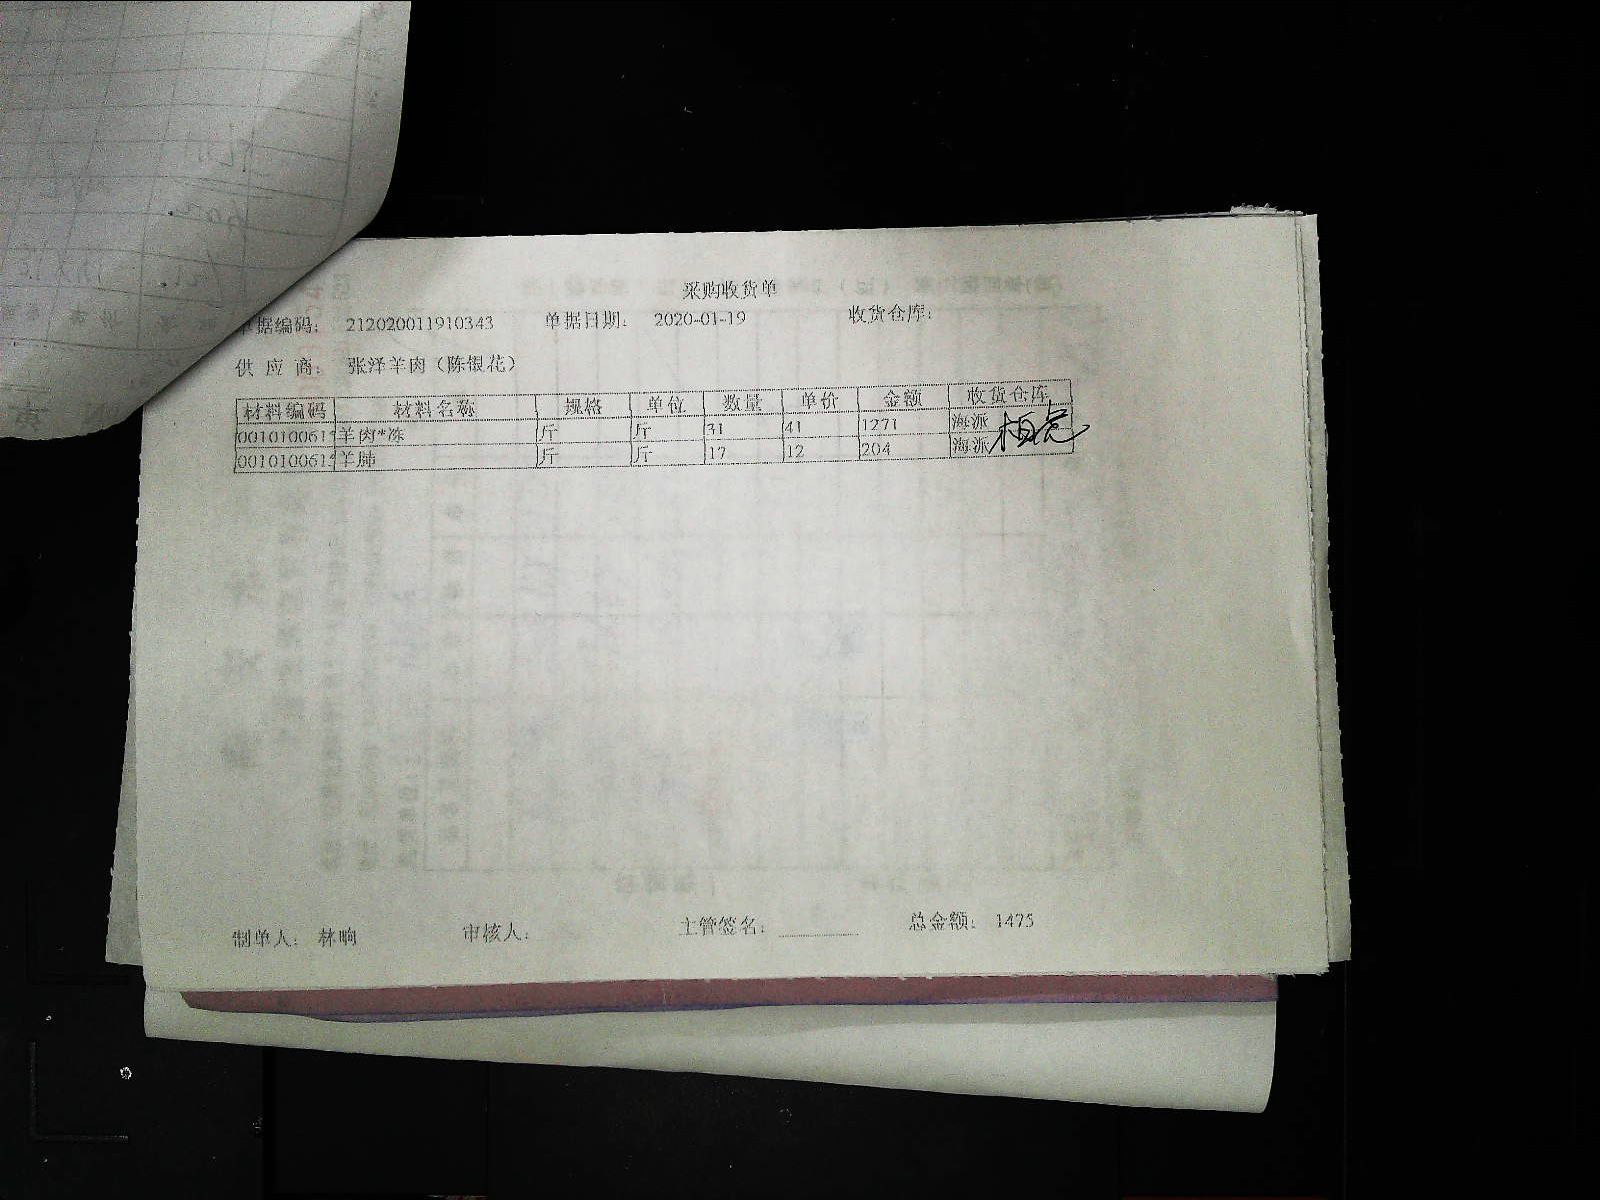 采购收货单
单据编码： 212020011910343 单据日期： 2020-01-19 收货仓库：
供 应 商： 张泽羊肉（陈银花）
材料编码 材料名称 规格 单位 数量 单价 金额 收货仓库
001010061 羊肉*冻 斤 斤 31 41 1271 海派
001010061 羊肺 斤 斤 17 12 204 海派
制单人： 林响 审核人： 主管签名： 总金额： 1475